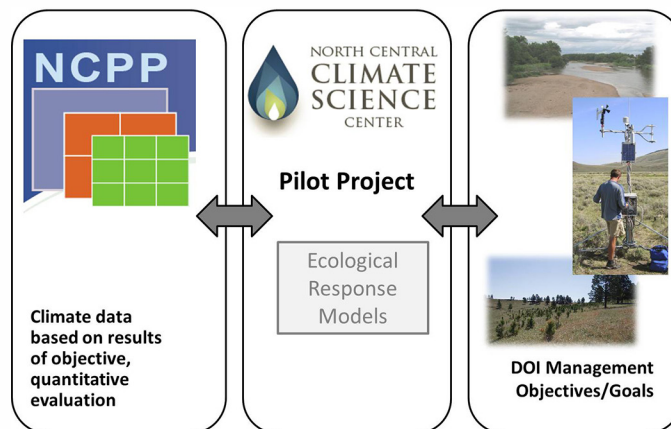 NCPP
Climate data
based on results
of objective,
quantitative
evaluation
NORTH CENTRAL
CLIMATE
SCIENCE
CENTER
Pilot Project
Ecological
Response
Models
DOI Management
Objectives/Goals